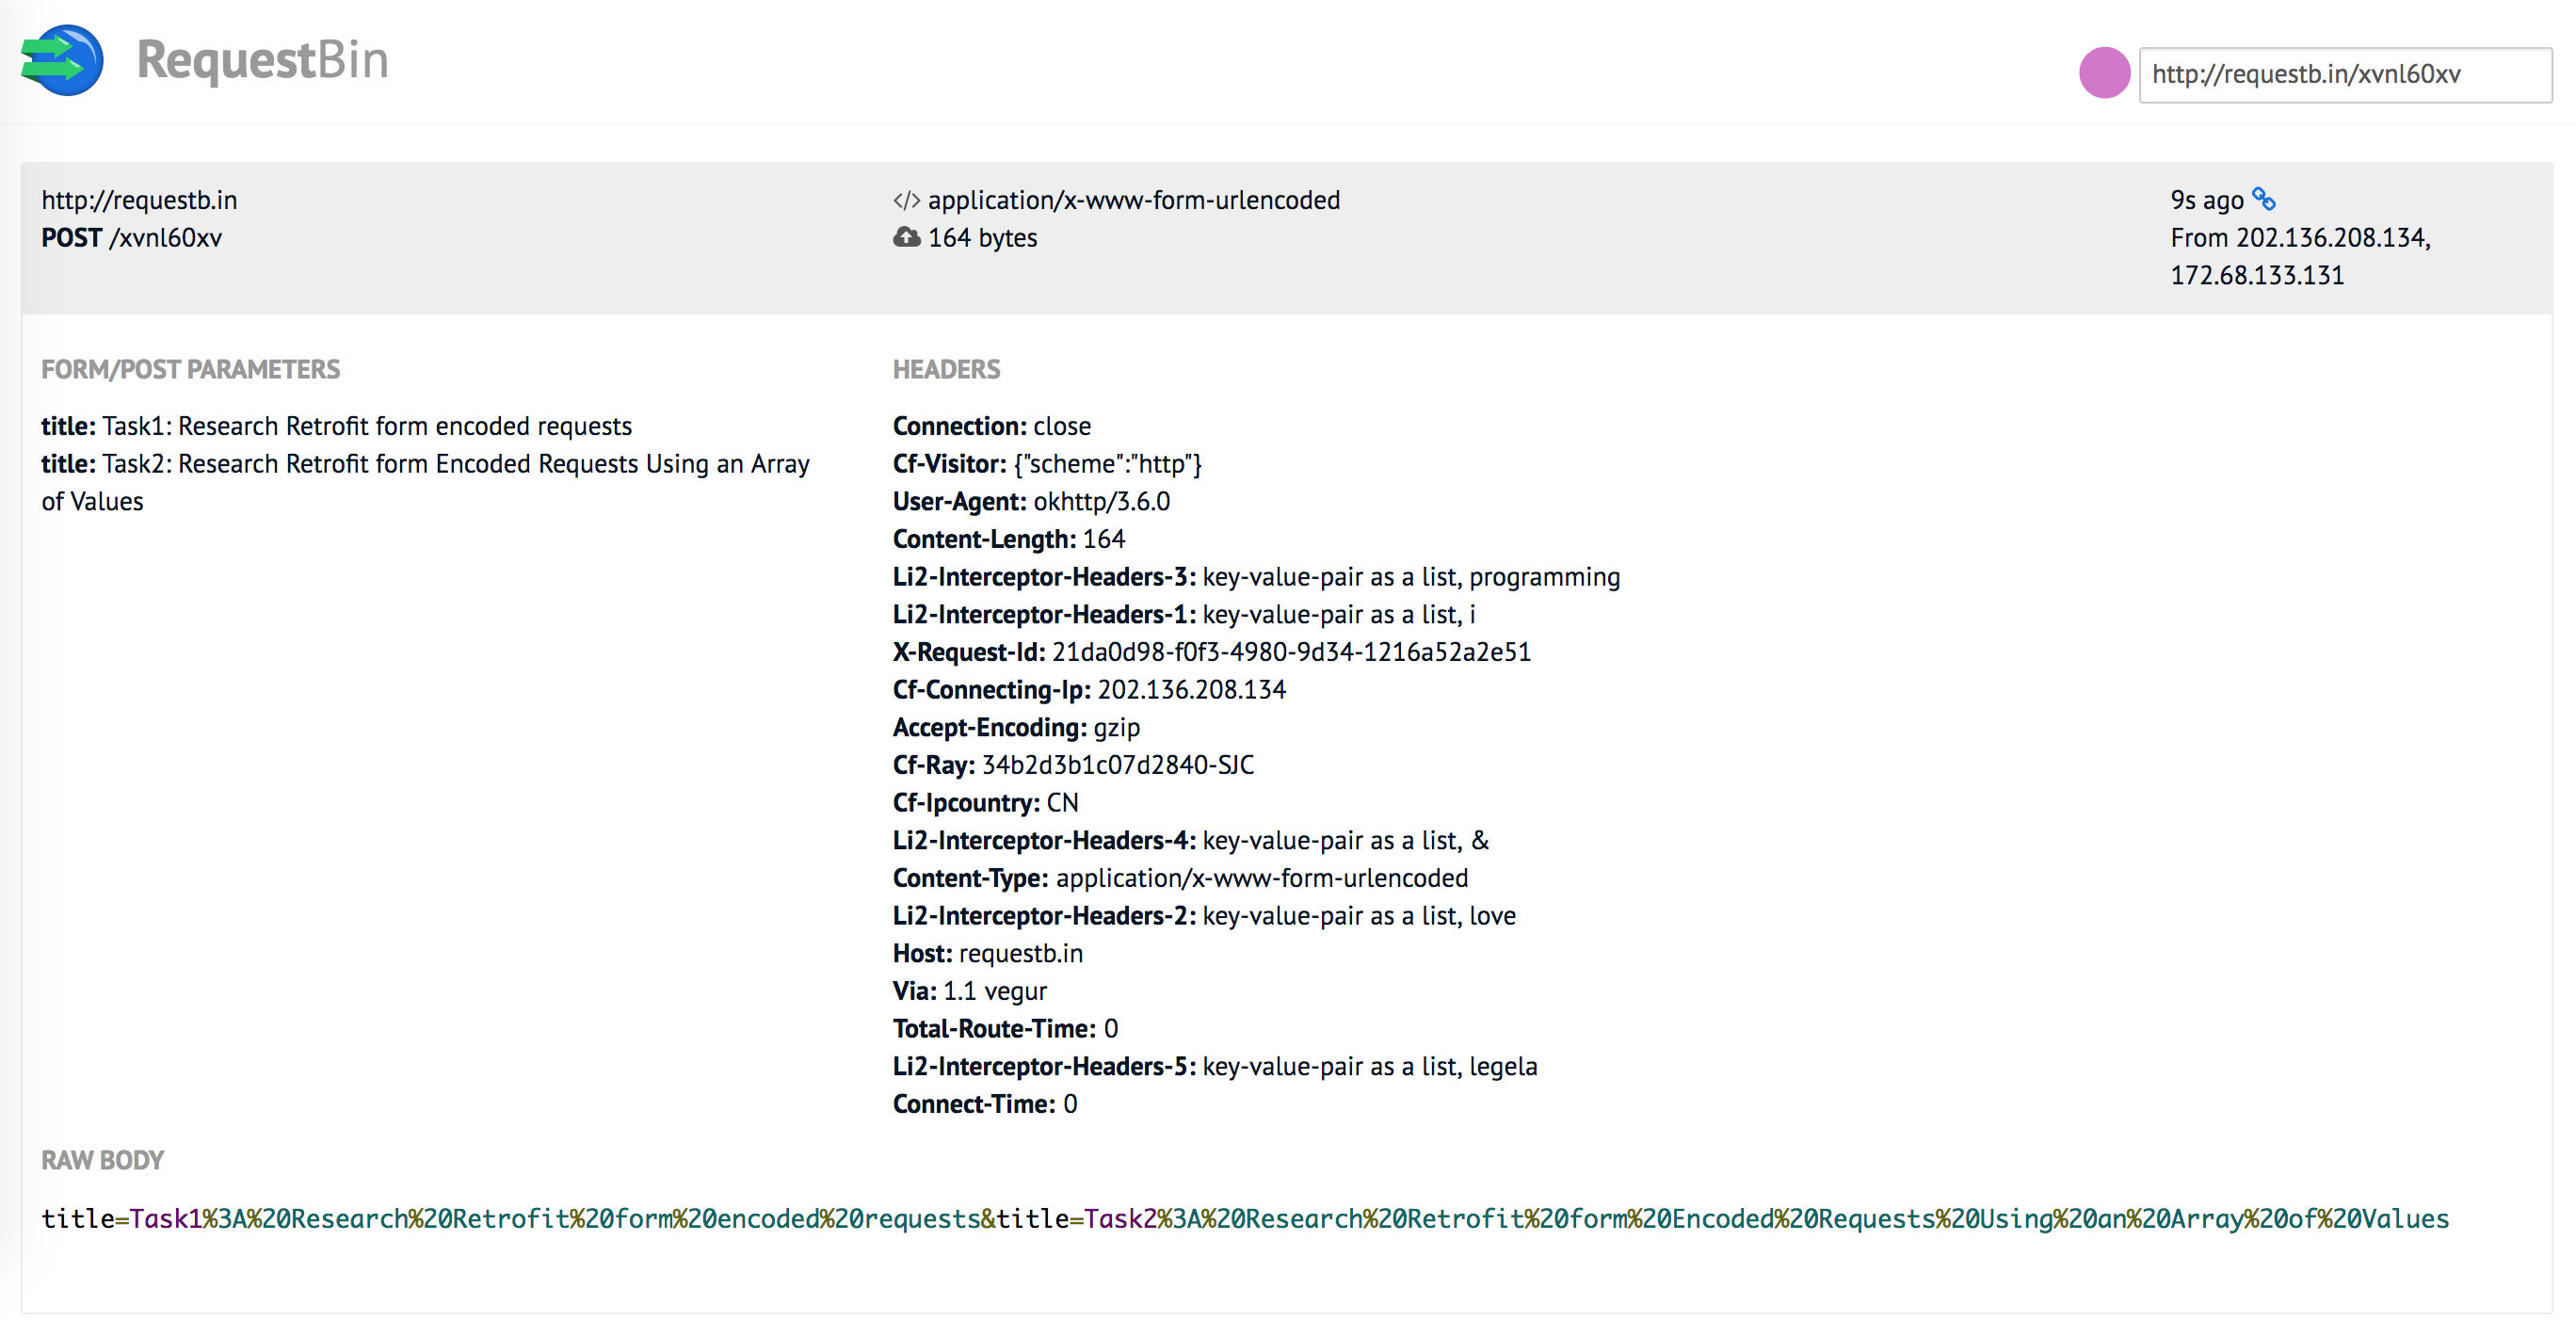 RequestBin
http://requestb.in/xvnl60xv
http://requestb.in
POST /xvnl60xv
</> application/x-www-form-urlencoded
164 bytes
9s ago
From 202.136.208.134,
172.68.133.131
FORM/POST PARAMETERS
title: Task1: Research Retrofit form encoded requests
title: Task2: Research Retrofit form Encoded Requests Using an Array
of Values
HEADERS
Connection: close
Cf-Visitor: {"scheme":"http"}
User-Agent: okhttp/3.6.0
Content-Length: 164
Li2-Interceptor-Headers-3: key-value-pair as a list, programming
Li2-Interceptor-Headers-1: key-value-pair as a list, i
X-Request-Id: 21da0d98-f0f3-4980-9d34-1216a52a2e51
Cf-Connecting-Ip: 202.136.208.134
Accept-Encoding: gzip
Cf-Ray: 34b2d3b1c07d2840-SJC
Cf-Ipcountry: CN
Li2-Interceptor-Headers-4: key-value-pair as a list, &
Content-Type: application/x-www-form-urlencoded
Li2-Interceptor-Headers-2: key-value-pair as a list, love
Host: requestb.in
Via: 1.1 vegur
Total-Route-Time: 0
Li2-Interceptor-Headers-5: key-value-pair as a list, legela
Connect-Time: 0
RAW BODY
title=Task1%3A%20Research%20Retrofit%20form%20encoded%20requests&title=Task2%3A%20Research%20Retrofit%20form%20Encoded%20Requests%20Using%20an%20Array%20of%20Values